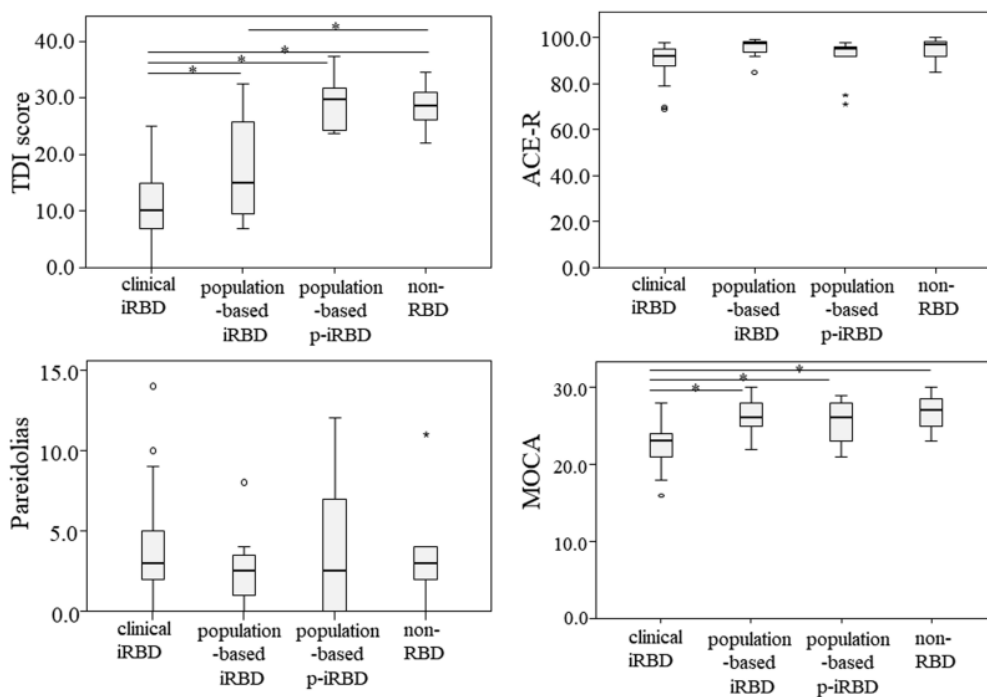 TDI score
40.0
30.0
20.0
10.0
0.0
*
*
*
*
clinical
iRBD
population
-based
iRBD
population
-based
p-iRBD
non-
RBD
ACE-R
100.0
80.0
60.0
40.0
20.0
0.0
clinical
iRBD
population
-based
iRBD
population
-based
p-iRBD
non-
RBD
Pareidolias
15.0
10.0
5.0
0.0
clinical
iRBD
population
-based
iRBD
population
-based
p-iRBD
non-
RBD
MOCA
30.0
20.0
10.0
0.0
*
*
*
clinical
iRBD
population
-based
iRBD
population
-based
p-iRBD
non-
RBD